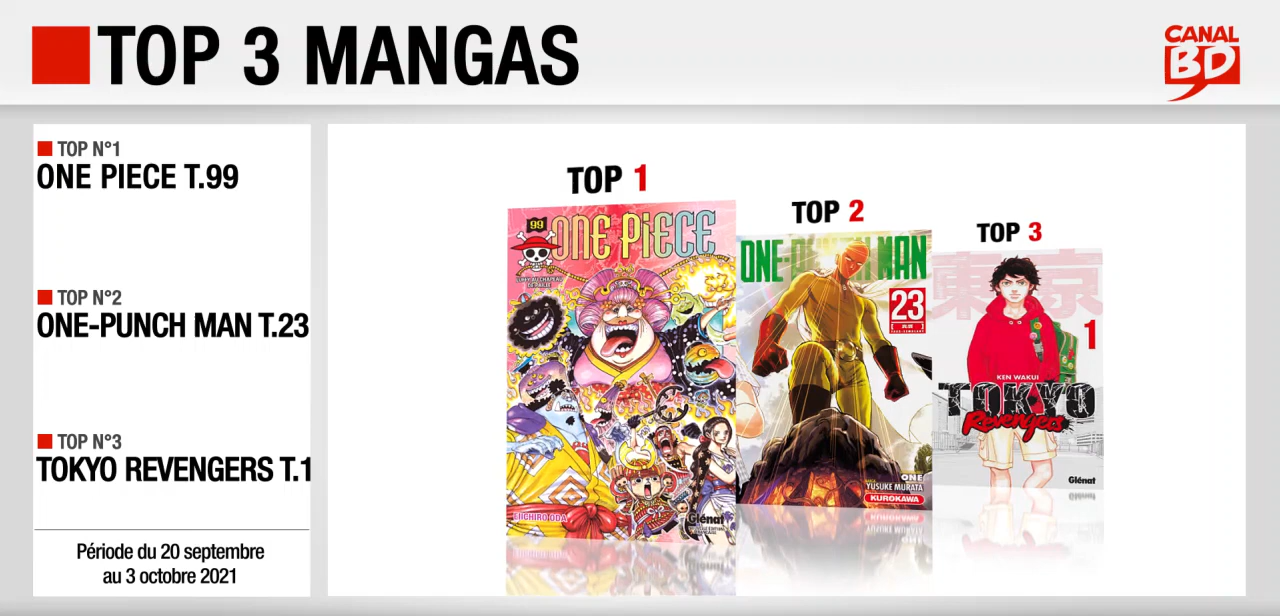 TOP 3 MANGAS
CANAL
BD
TOP N°1
ONE PIECE T.99
TOP N°2
ONE-PUNCH MAN T.23
TOP N°3
TOKYO REVENGERS T.1
Période du 20 septembre
au 3 octobre 2021
TOP 1
99
ONE PIECE
EIICHIRO ODA
Glénat
TOP 2
ONE-PUNCH MAN
23
ONE
YUSUKE MURATA
KUROKAWA
TOP 3
東京
1
KEN WAKUI
TOKYO
Revengers
Glénat